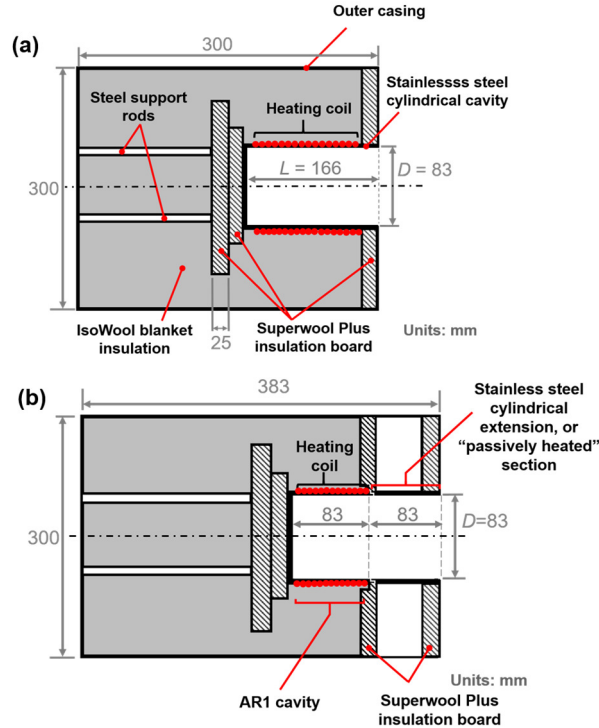 Outer casing
(a)
300
Stainlessss steel
cylindrical cavity
Steel support
rods
Heating coil
L = 166
D = 83
300
IsoWool blanket
insulation
25
Superwool Plus
insulation board
Units: mm
(b)
383
Stainless steel
cylindrical
extension, or
“passively heated”
section
Heating
coil
83
83
D=83
300
Units: mm
AR1 cavity
Superwool Plus
insulation board